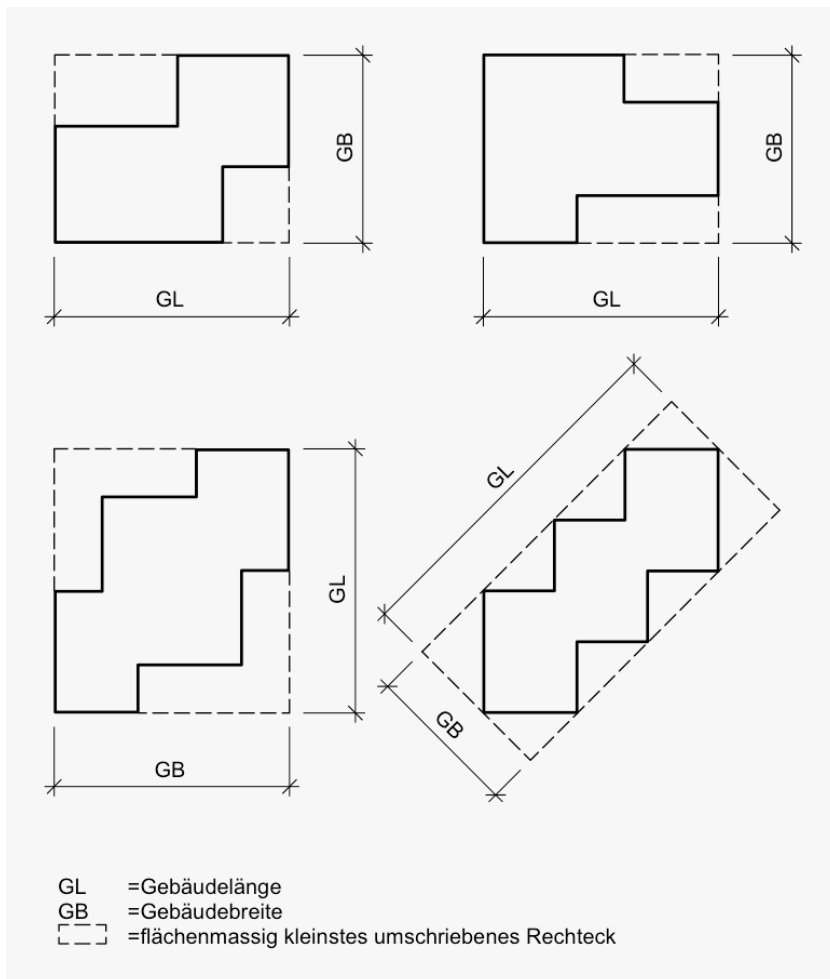 GB
GB
GL
GL
GL
GL
GB
GB
GL =Gebäudelänge
GB =Gebäudebreite
=flächenmassig kleinstes umschriebenes Rechteck